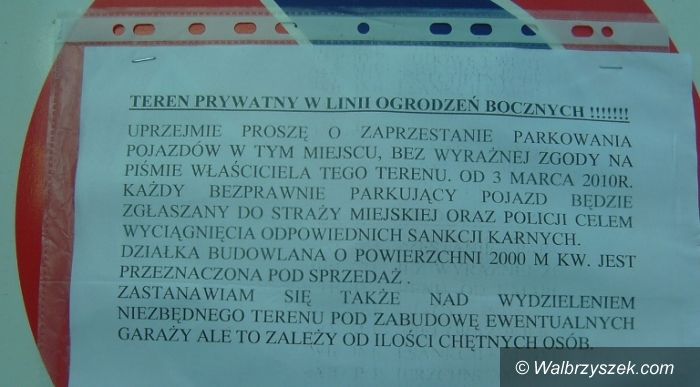 TEREN PRYWATNY W LINII OGRODZEŃ BOCZNYCH !!!!!!!
UPRZEJMIE PROSZĘ O ZAPRZESTANIE PARKOWANIA
POJAZDÓW W TYM MIEJSCU, BEZ WYRAŹNEJ ZGODY NA
PIŚMIE WŁAŚCICIELA TEGO TERENU. OD 3 MARCA 2010R.
KAŻDY BEZPRAWNIE PARKUJĄCY POJAZD BĘDZIE
ZGŁASZANY DO STRAŻY MIEJSKIEJ ORAZ POLICJI CELEM
WYCIĄGNIĘCIA ODPOWIEDNICH SANKCJI KARNYCH.
DZIAŁKA BUDOWLANA O POWIERZCHNI 2000 M KW. JEST
PRZEZNACZONA POD SPRZEDAŻ .
ZASTANAWIAM SIĘ TAKŻE NAD WYDZIELENIEM
NIEZBĘDNEGO TERENU POD ZABUDOWĘ EWENTUALNYCH
GARAŻY ALE TO ZALEŻY OD ILOŚCI CHĘTNYCH OSÓB.
© Walbrzyszek.com